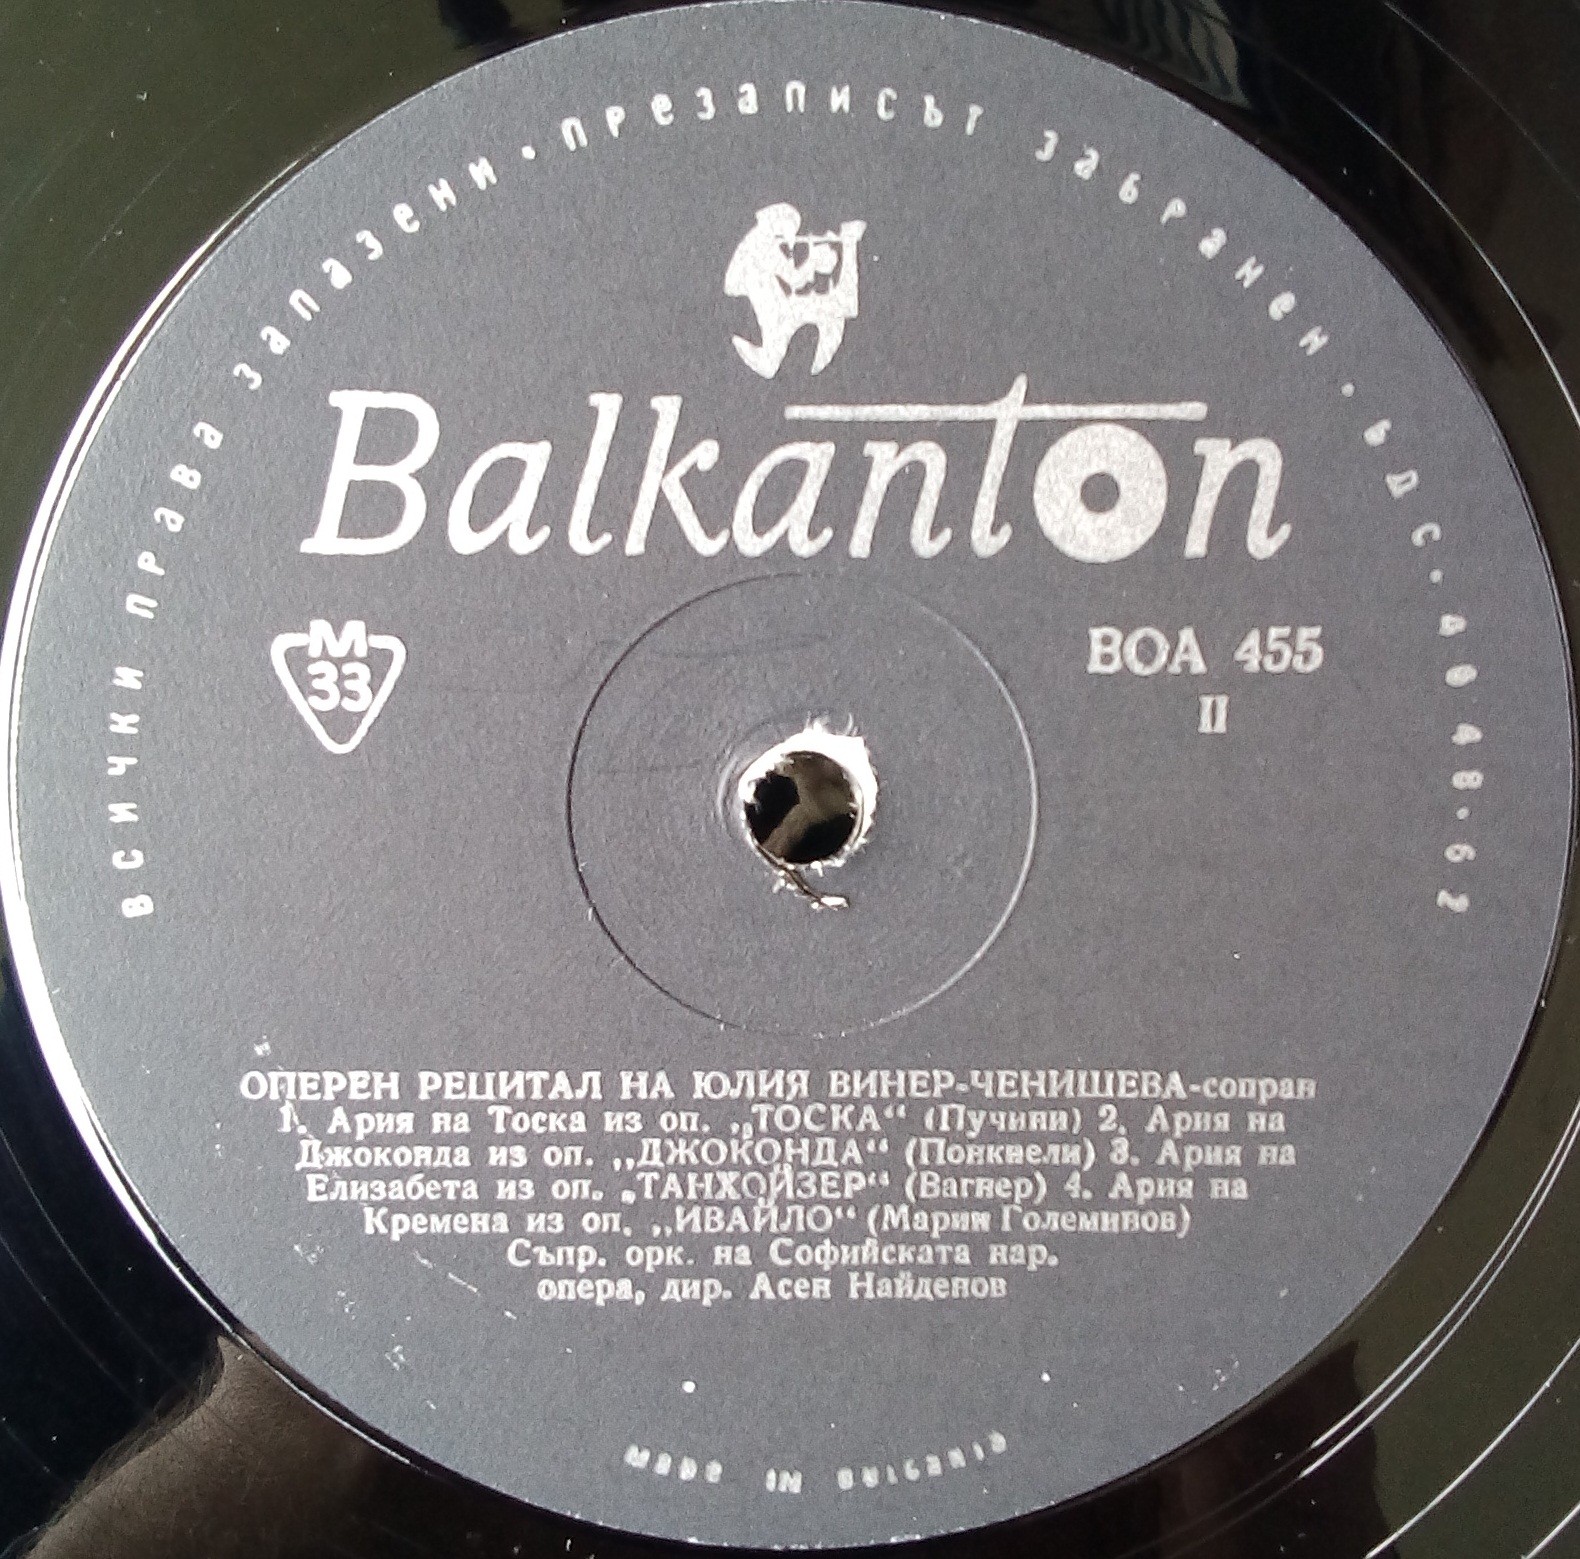 ВСИЧКИ ПРАВА ЗАПАЗЕНИ · ПРЕЗАПИСЪТ ЗАБРАНЕН · БДС ·
Balkanton
М
33
ВОА 455
II
ОПЕРЕН РЕЦИТАЛ НА ЮЛИЯ ВИНЕР-ЧЕНИШЕВА-сопран
1. Ария на Тоска из оп. „ТОСКА“ (Пучини) 2. Ария на
Джоконда из оп. „ДЖОКОНДА“ (Понкиели) 3. Ария на
Елизабета из оп. „ТАНХОЙЗЕР“ (Вагнер) 4. Ария на
Кремена из оп. „ИВАЙЛО“ (Марин Големинов)
Съпр. орк. на Софийската нар.
опера, дир. Асен Найденов
MADE IN BULGARIA